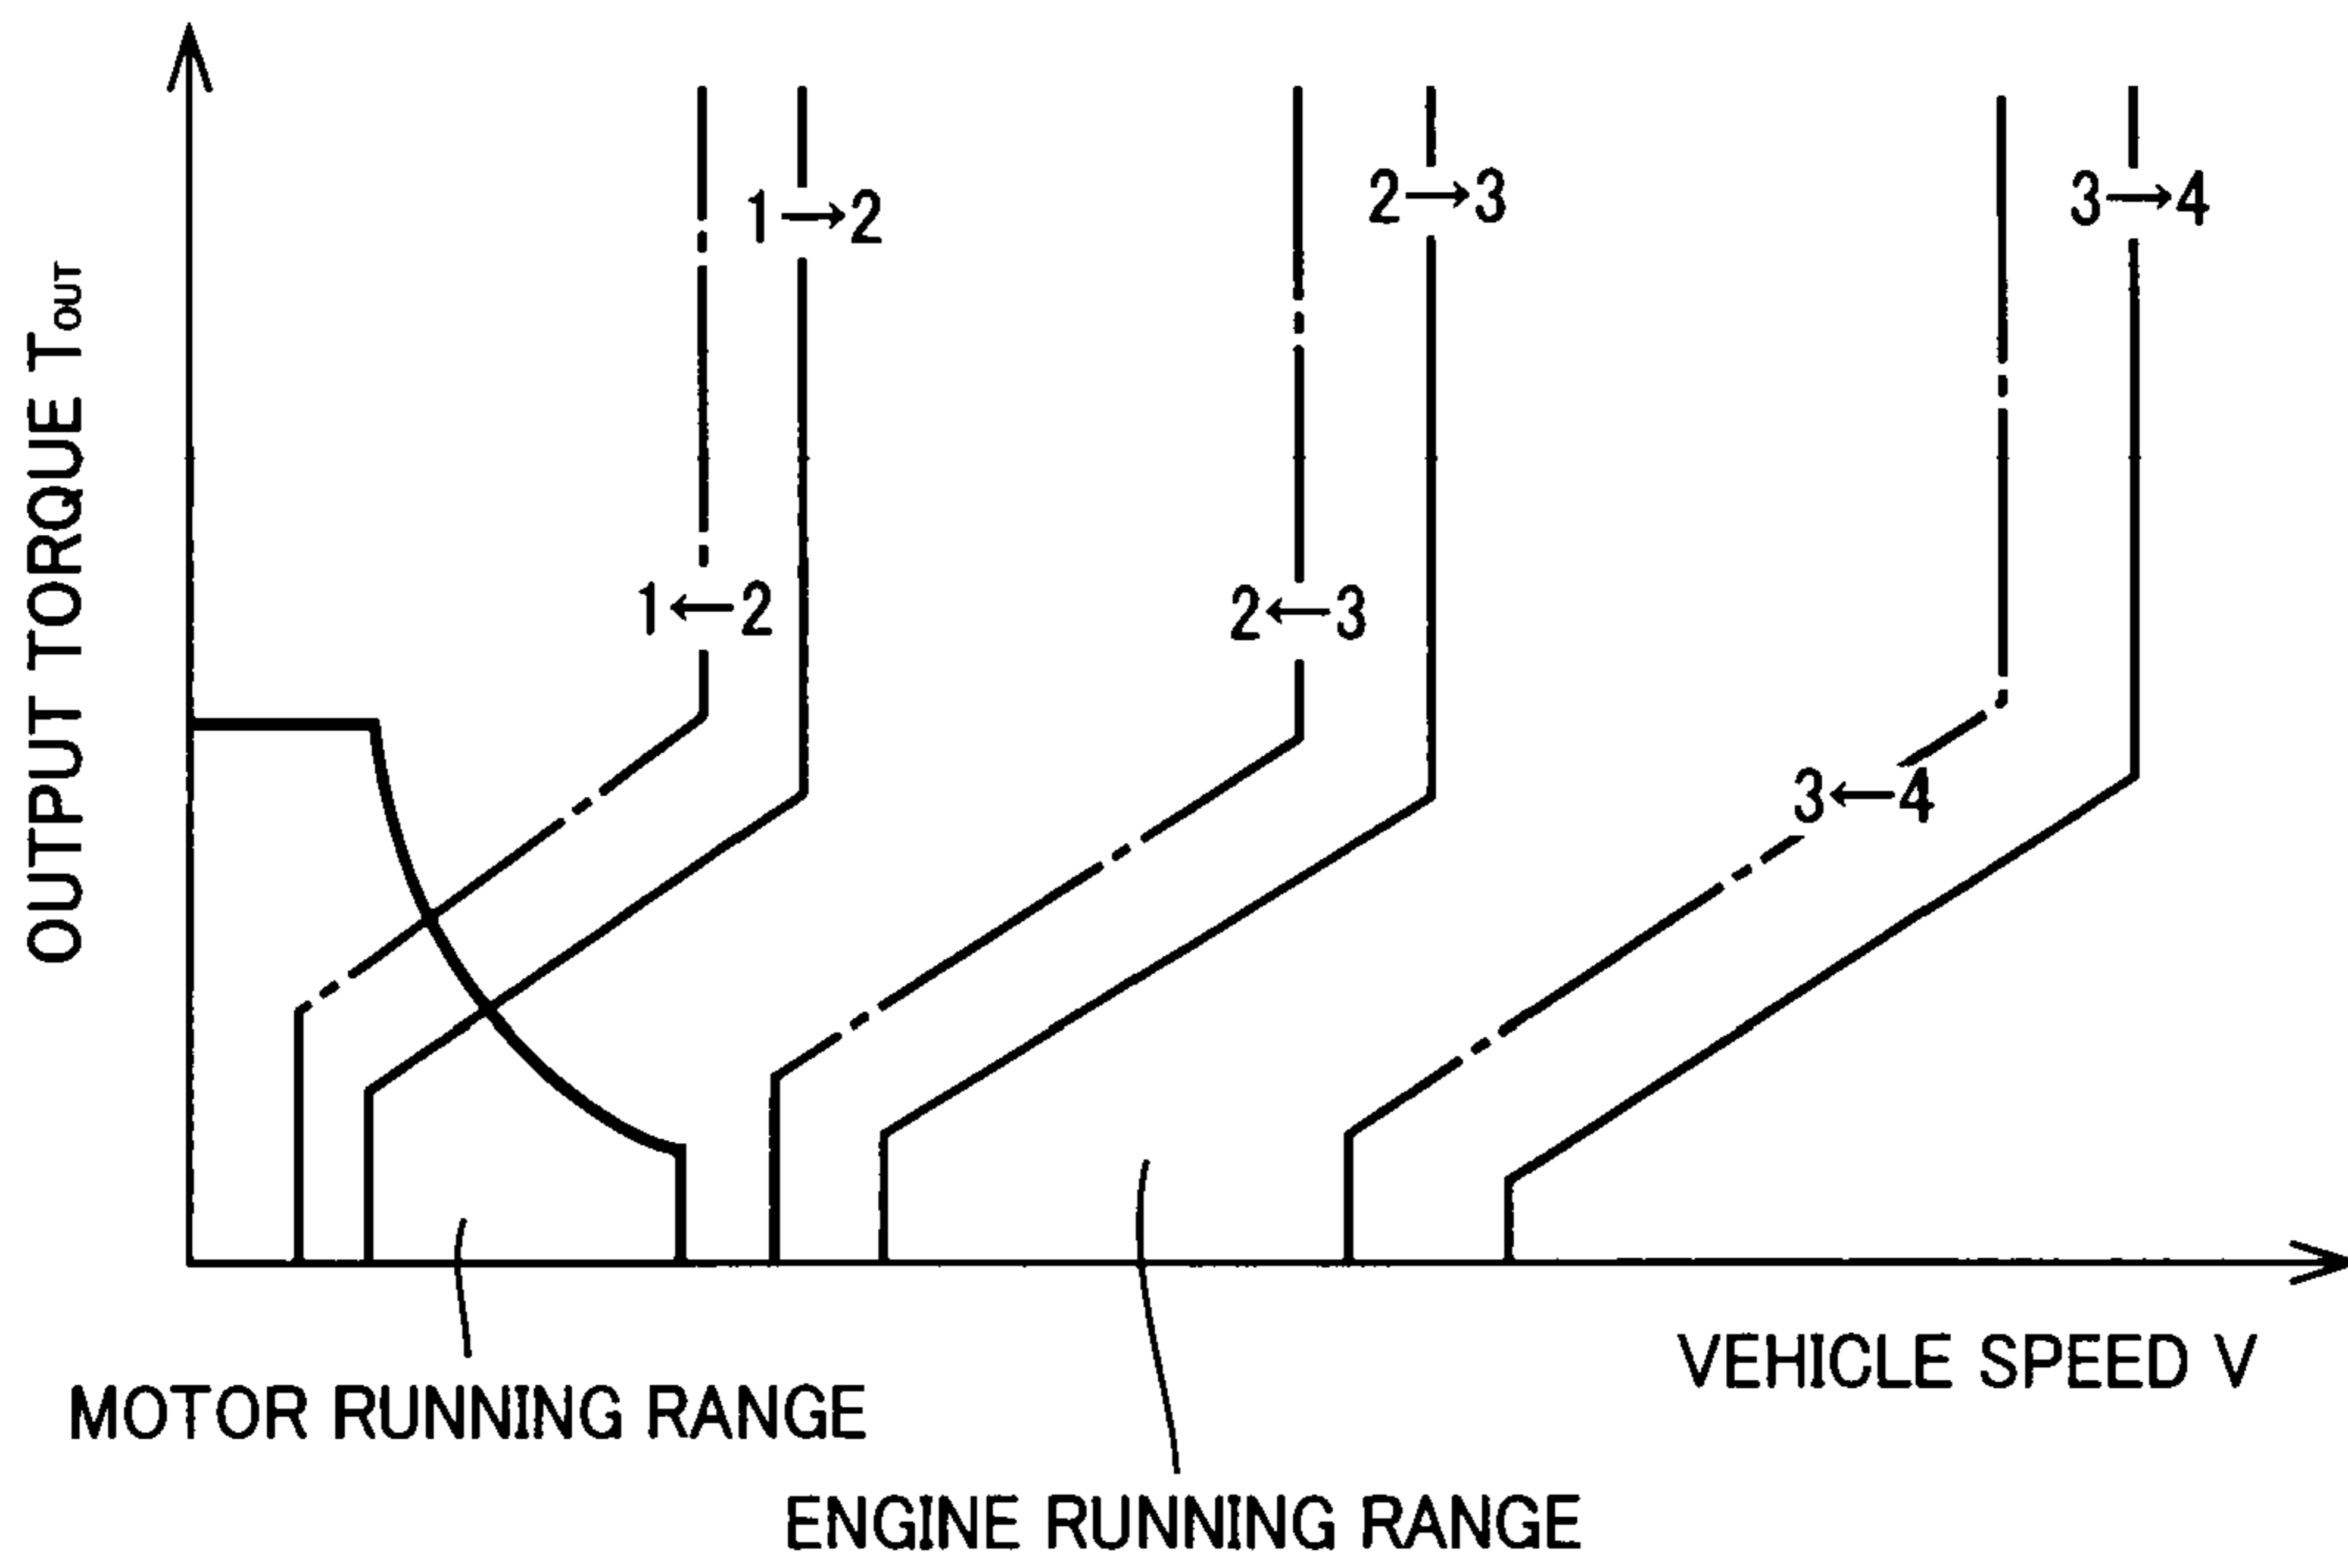 OUTPUT TORQUE TOUT
1→2
2→3
3→4
1←2
2←3
3←4
VEHICLE SPEED V
MOTOR RUNNING RANGE
ENGINE RUNNING RANGE